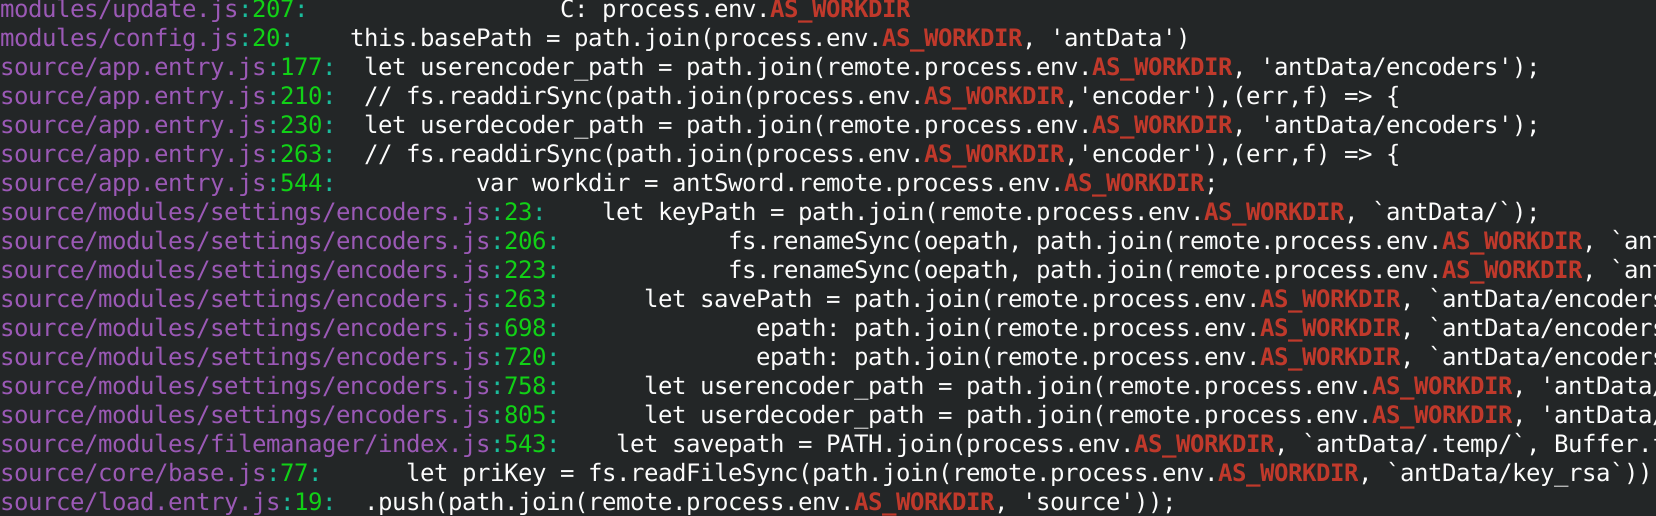 modules/update.js:207:                  C: process.env.AS_WORKDIR
modules/config.js:20:    this.basePath = path.join(process.env.AS_WORKDIR, 'antData')
source/app.entry.js:177:  let userencoder_path = path.join(remote.process.env.AS_WORKDIR, 'antData/encoders');
source/app.entry.js:210:  // fs.readdirSync(path.join(process.env.AS_WORKDIR,'encoder'),(err,f) => {
source/app.entry.js:230:  let userdecoder_path = path.join(remote.process.env.AS_WORKDIR, 'antData/encoders');
source/app.entry.js:263:  // fs.readdirSync(path.join(process.env.AS_WORKDIR,'encoder'),(err,f) => {
source/app.entry.js:544:          var workdir = antSword.remote.process.env.AS_WORKDIR;
source/modules/settings/encoders.js:23:    let keyPath = path.join(remote.process.env.AS_WORKDIR, `antData/`);
source/modules/settings/encoders.js:206:            fs.renameSync(oepath, path.join(remote.process.env.AS_WORKDIR, `an
source/modules/settings/encoders.js:223:            fs.renameSync(oepath, path.join(remote.process.env.AS_WORKDIR, `an
source/modules/settings/encoders.js:263:      let savePath = path.join(remote.process.env.AS_WORKDIR, `antData/encoders
source/modules/settings/encoders.js:698:              epath: path.join(remote.process.env.AS_WORKDIR, `antData/encoders
source/modules/settings/encoders.js:720:              epath: path.join(remote.process.env.AS_WORKDIR, `antData/encoders
source/modules/settings/encoders.js:758:      let userencoder_path = path.join(remote.process.env.AS_WORKDIR, 'antData/
source/modules/settings/encoders.js:805:      let userdecoder_path = path.join(remote.process.env.AS_WORKDIR, 'antData/
source/modules/filemanager/index.js:543:    let savepath = PATH.join(process.env.AS_WORKDIR, `antData/.temp/`, Buffer.
source/core/base.js:77:      let priKey = fs.readFileSync(path.join(remote.process.env.AS_WORKDIR, `antData/key_rsa`))
source/load.entry.js:19:  .push(path.join(remote.process.env.AS_WORKDIR, 'source'));